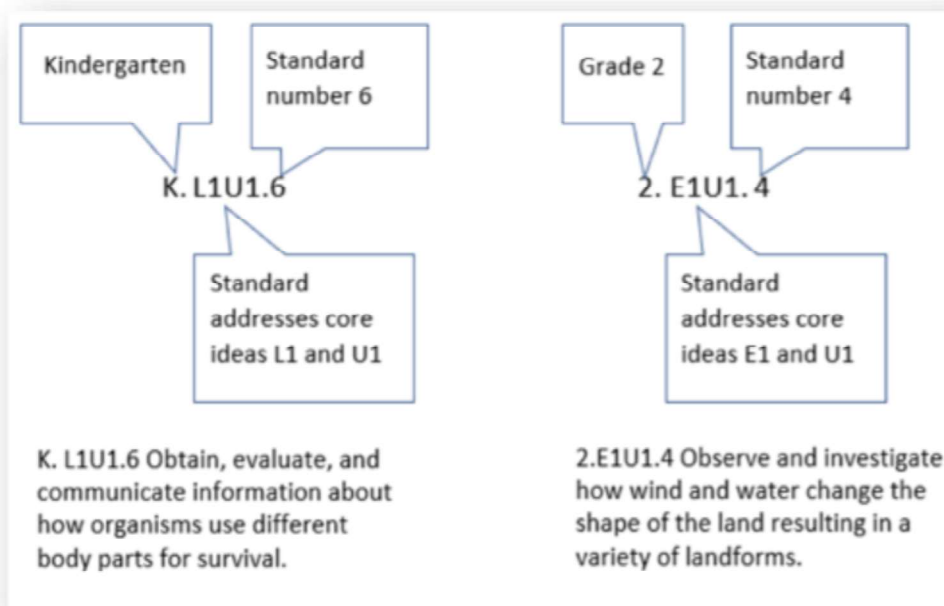 Kindergarten
Standard
number 6
Grade 2
Standard
number 4
K. L1U1.6
2. E1U1. 4
Standard
addresses core
ideas L1 and U1
Standard
addresses core
ideas E1 and U1
K. L1U1.6 Obtain, evaluate, and
communicate information about
how organisms use different
body parts for survival.
2.E1U1.4 Observe and investigate
how wind and water change the
shape of the land resulting in a
variety of landforms.